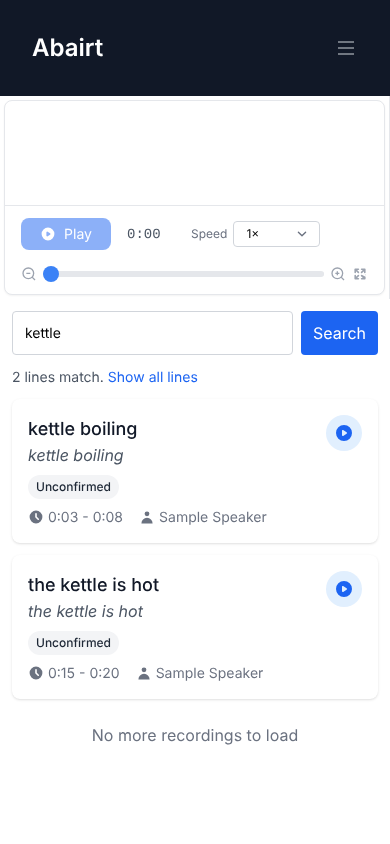 Abairt
Play 0:00 Speed 1×
kettle Search
2 lines match. Show all lines
kettle boiling
kettle boiling
Unconfirmed
0:03 - 0:08 Sample Speaker
the kettle is hot
the kettle is hot
Unconfirmed
0:15 - 0:20 Sample Speaker
No more recordings to load